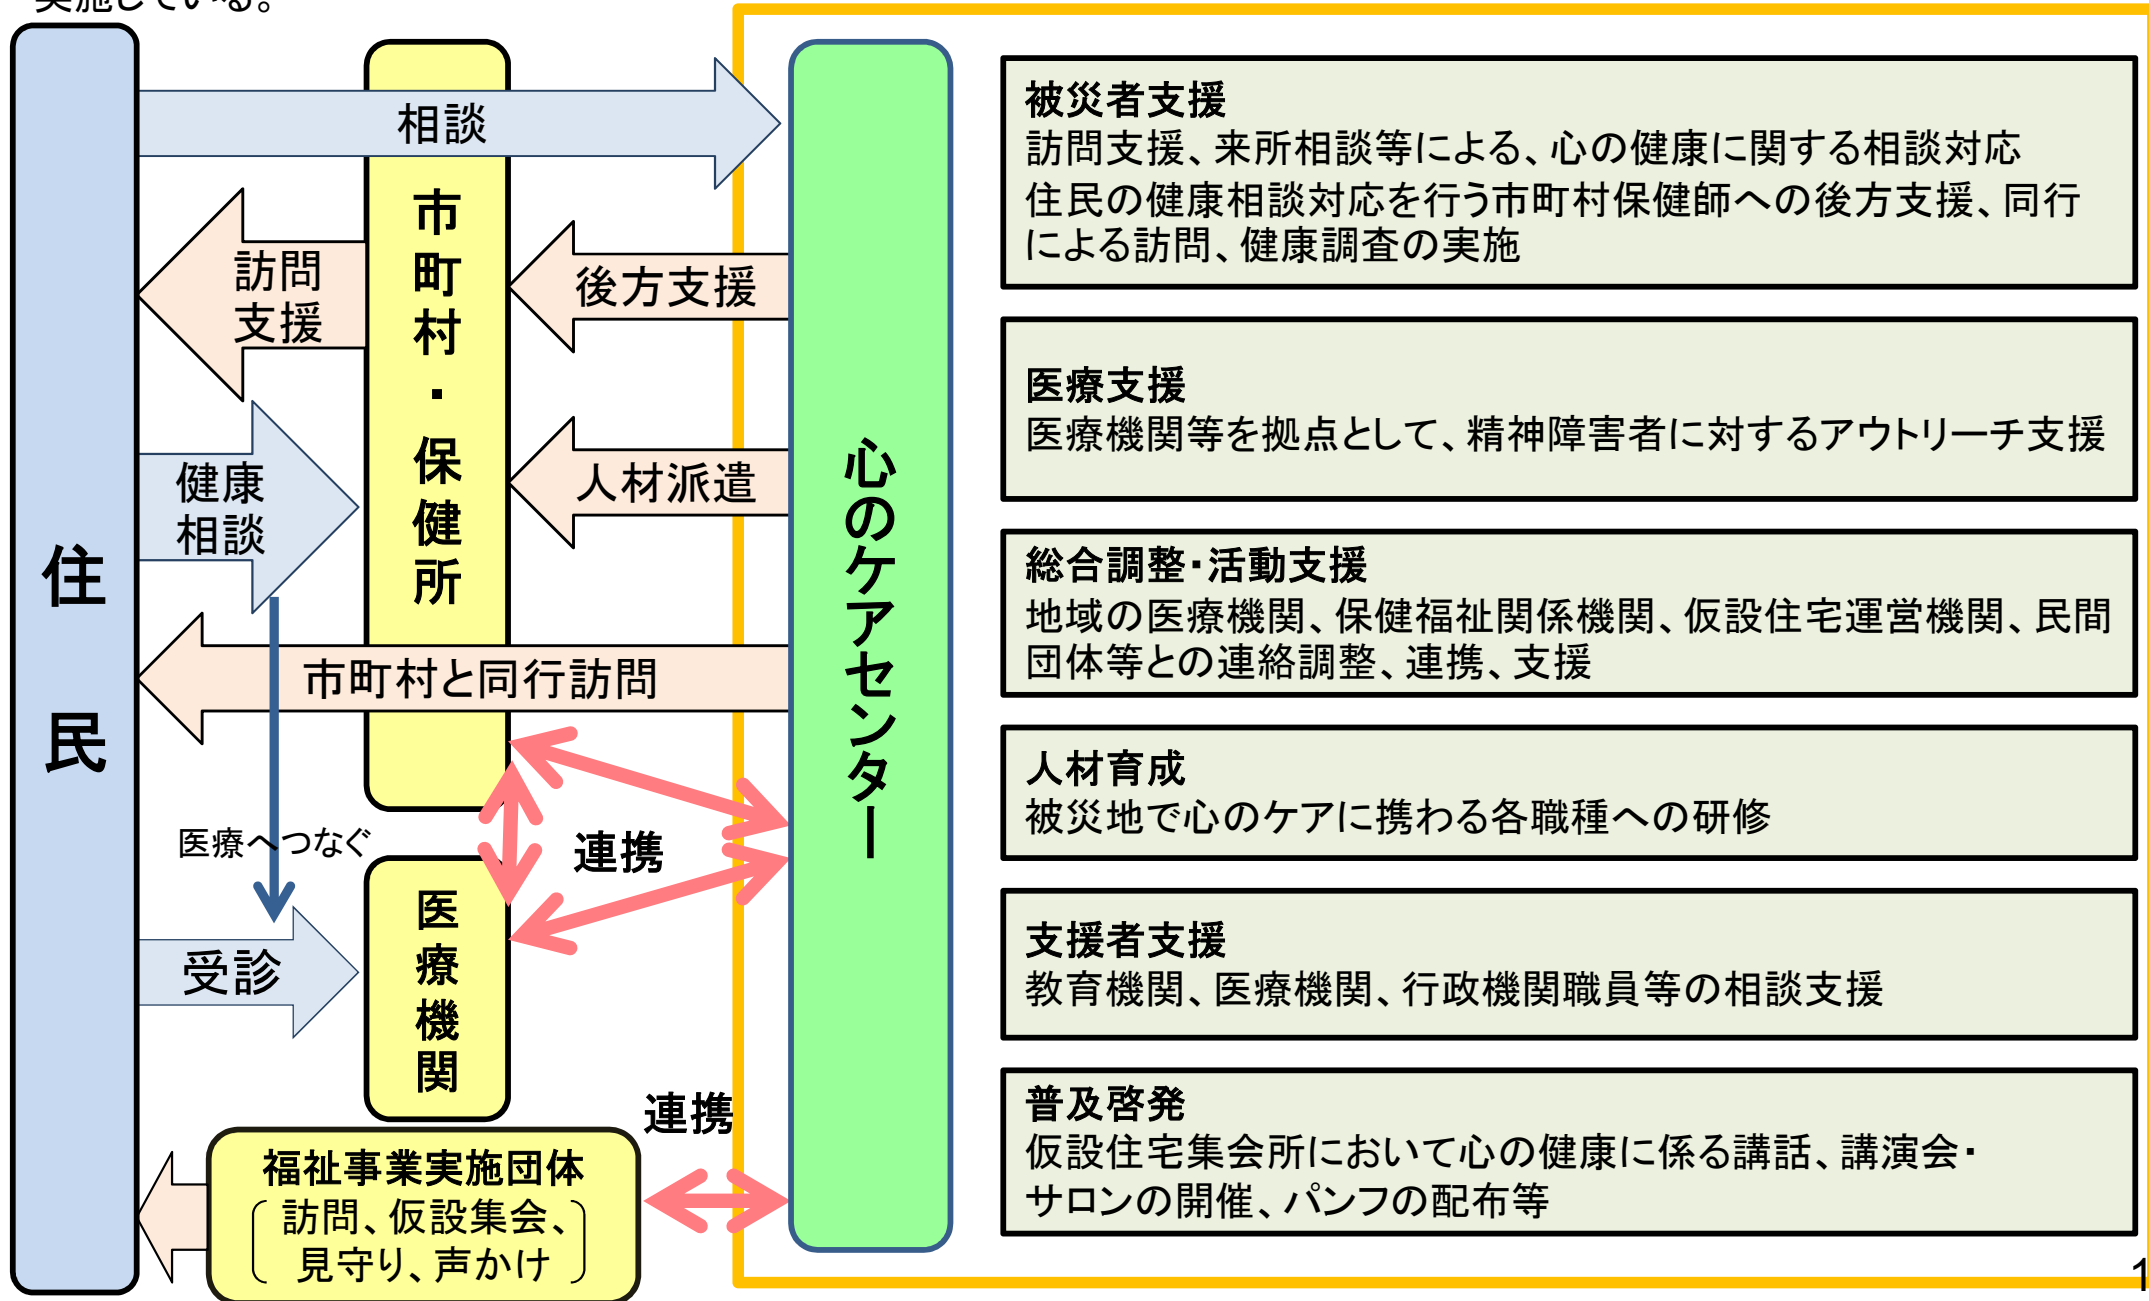 実施している。
住民
相談
市町村・保健所
訪問
支援
後方支援
健康
相談
人材派遣
市町村と同行訪問
医療へつなぐ
連携
受診
医療機関
連携
福祉事業実施団体
訪問、仮設集会、
見守り、声かけ
心のケアセンター
被災者支援
訪問支援、来所相談等による、心の健康に関する相談対応
住民の健康相談対応を行う市町村保健師への後方支援、同行
による訪問、健康調査の実施
医療支援
医療機関等を拠点として、精神障害者に対するアウトリーチ支援
総合調整・活動支援
地域の医療機関、保健福祉関係機関、仮設住宅運営機関、民間
団体等との連絡調整、連携、支援
人材育成
被災地で心のケアに携わる各職種への研修
支援者支援
教育機関、医療機関、行政機関職員等の相談支援
普及啓発
仮設住宅集会所において心の健康に係る講話、講演会・
サロンの開催、パンフの配布等
1